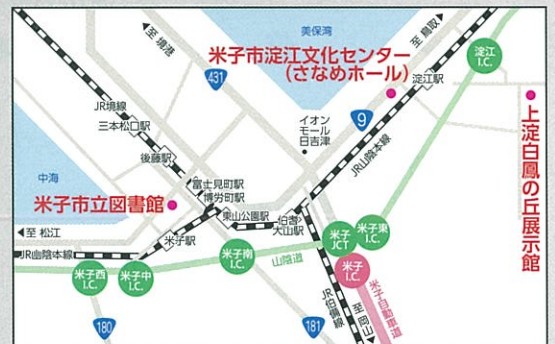 美保湾
至 境港
至 鳥取
米子市淀江文化センター
(さなめホール)
淀江
I.C.
431
淀江駅
JR境線
9
イオン
モール
日吉津
三本松口駅
後藤駅
JR山陰本線
上淀白鳳の丘展示館
中海
富士見町駅
博労町駅
米子市立図書館
東山公園駅
伯耆
大山駅
至 松江
米子駅
米子
JCT
米子東
I.C.
JR山陰本線
米子南
I.C.
山陰道
米子西
I.C.
米子中
I.C.
米子
I.C.
米子自動車道
JR伯備線
至 岡山
180
181